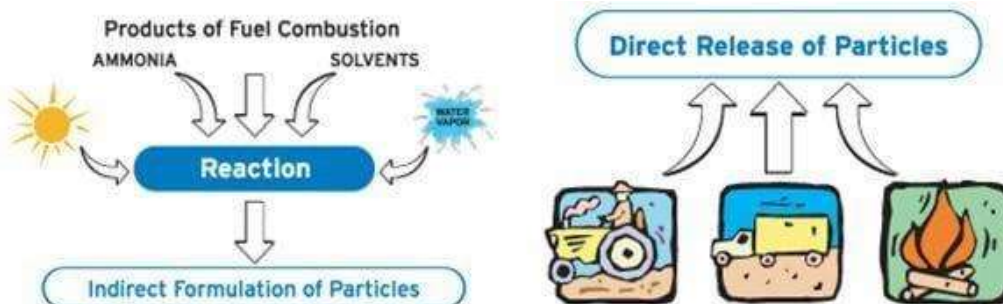 Products of Fuel Combustion
AMMONIA
SOLVENTS
WATER
VAPOR
Reaction
Indirect Formulation of Particles
Direct Release of Particles